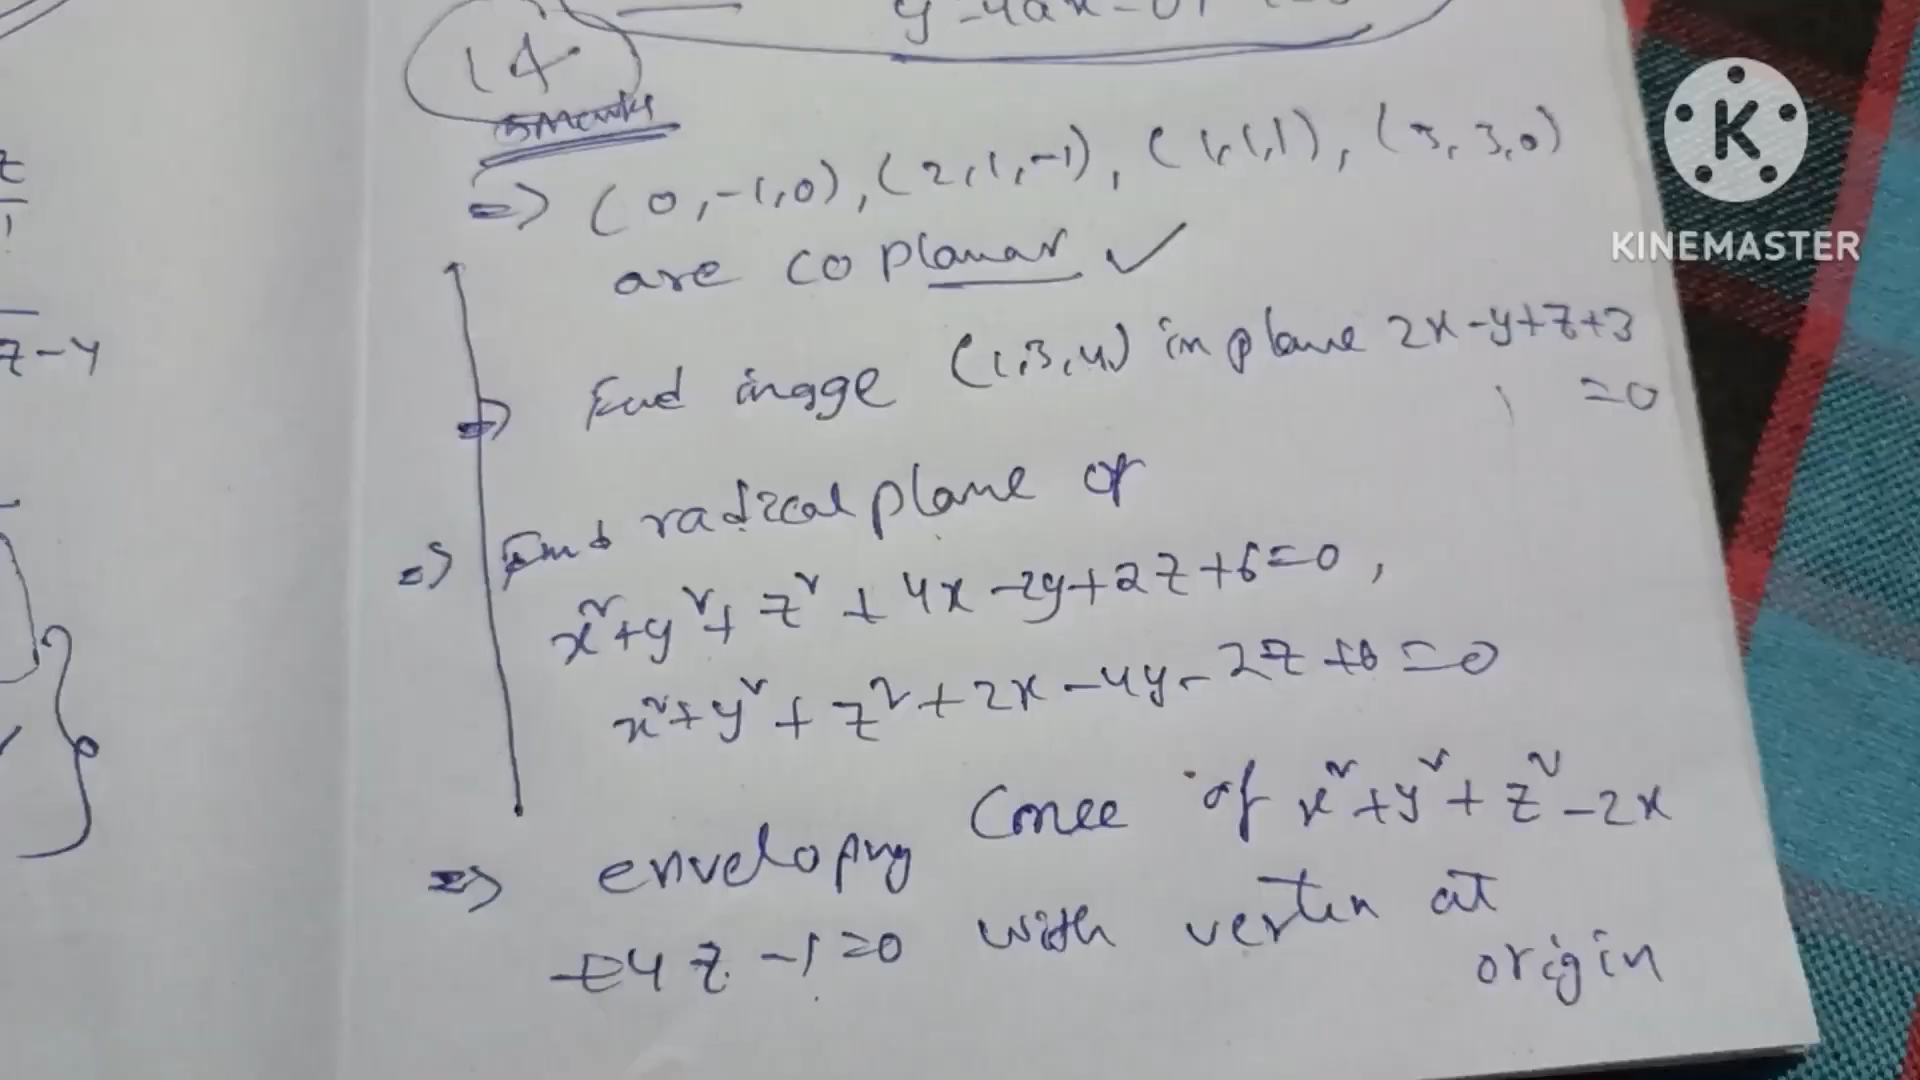 14
5 Marks
=> (0,-1,0), (2,1,-1), (1,1,1), (3,3,0)
are coplanar ✓
=> Find image (1,3,4) in plane 2x-y+z+3
=0
=> Find radical plane of
x²+y²+z²+4x-2y+2z+6=0,
x²+y²+z²+2x-4y-2z+6=0
=> enveloping Cone of x²+y²+z²-2x
+4z-1=0 with vertex at
origin
z-4
K
KINEMASTER